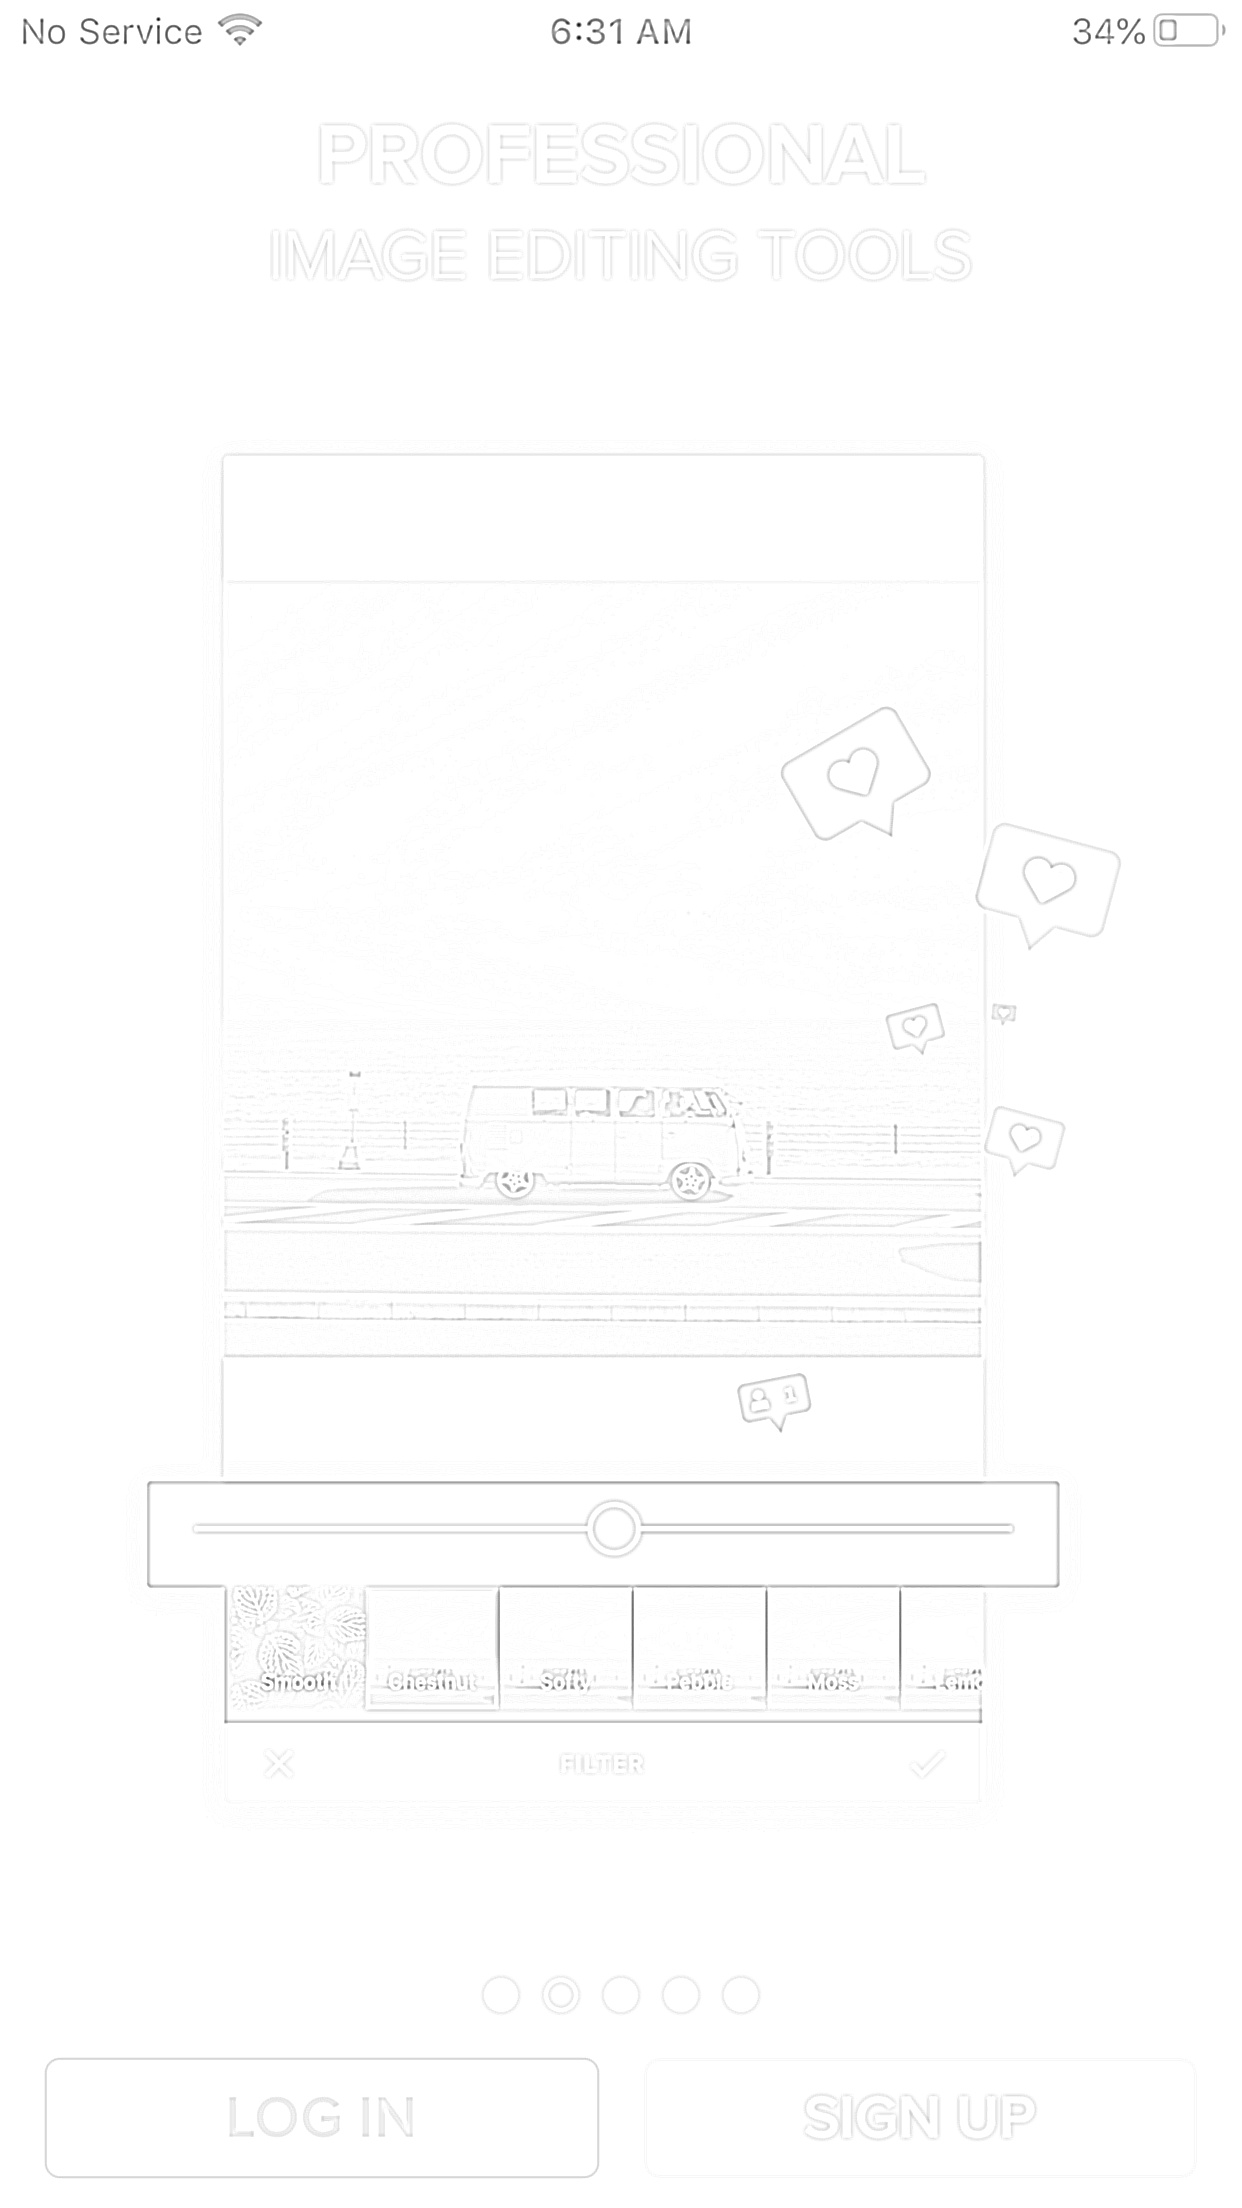 No Service 6:31 AM 34%
PROFESSIONAL
IMAGE EDITING TOOLS
1
Smooth Chestnut Softy Pebble Moss Lemo
FILTER
LOG IN SIGN UP